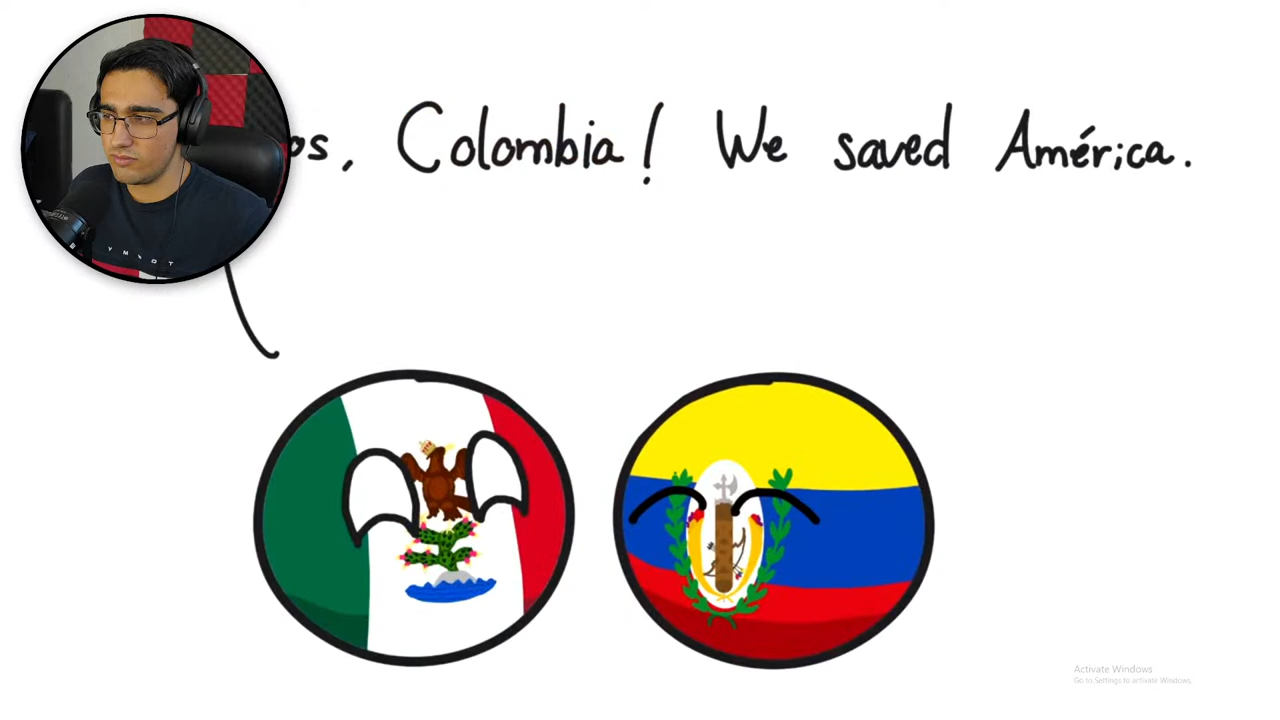 os, Colombia! We saved América.
Activate Windows
Go to Settings to activate Windows.